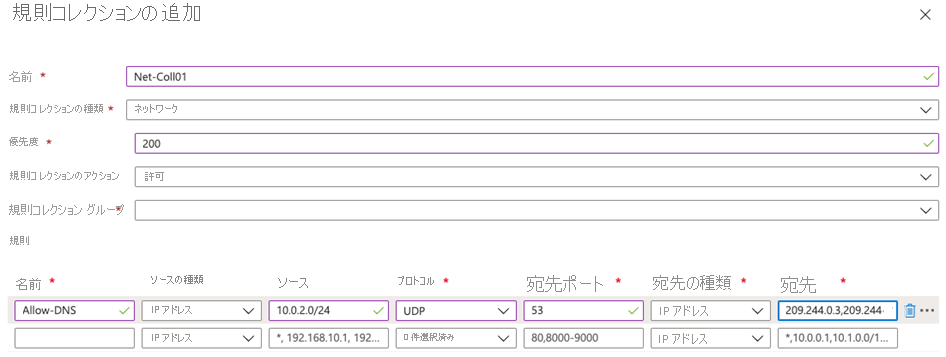 規則コレクションの追加
名前 * Net-Coll01
規則コレクションの種類 * ネットワーク
優先度 * 200
規則コレクションのアクション 許可
規則コレクション グループ *
規則
名前 * ソースの種類 ソース プロトコル * 宛先ポート * 宛先の種類 * 宛先 *
Allow-DNS IP アドレス 10.0.2.0/24 UDP 53 IP アドレス 209.244.0.3,209.244
IP アドレス *, 192.168.10.1, 192... 0 件選択済み 80,8000-9000 IP アドレス *,10.0.0.1,10.1.0.0/1...